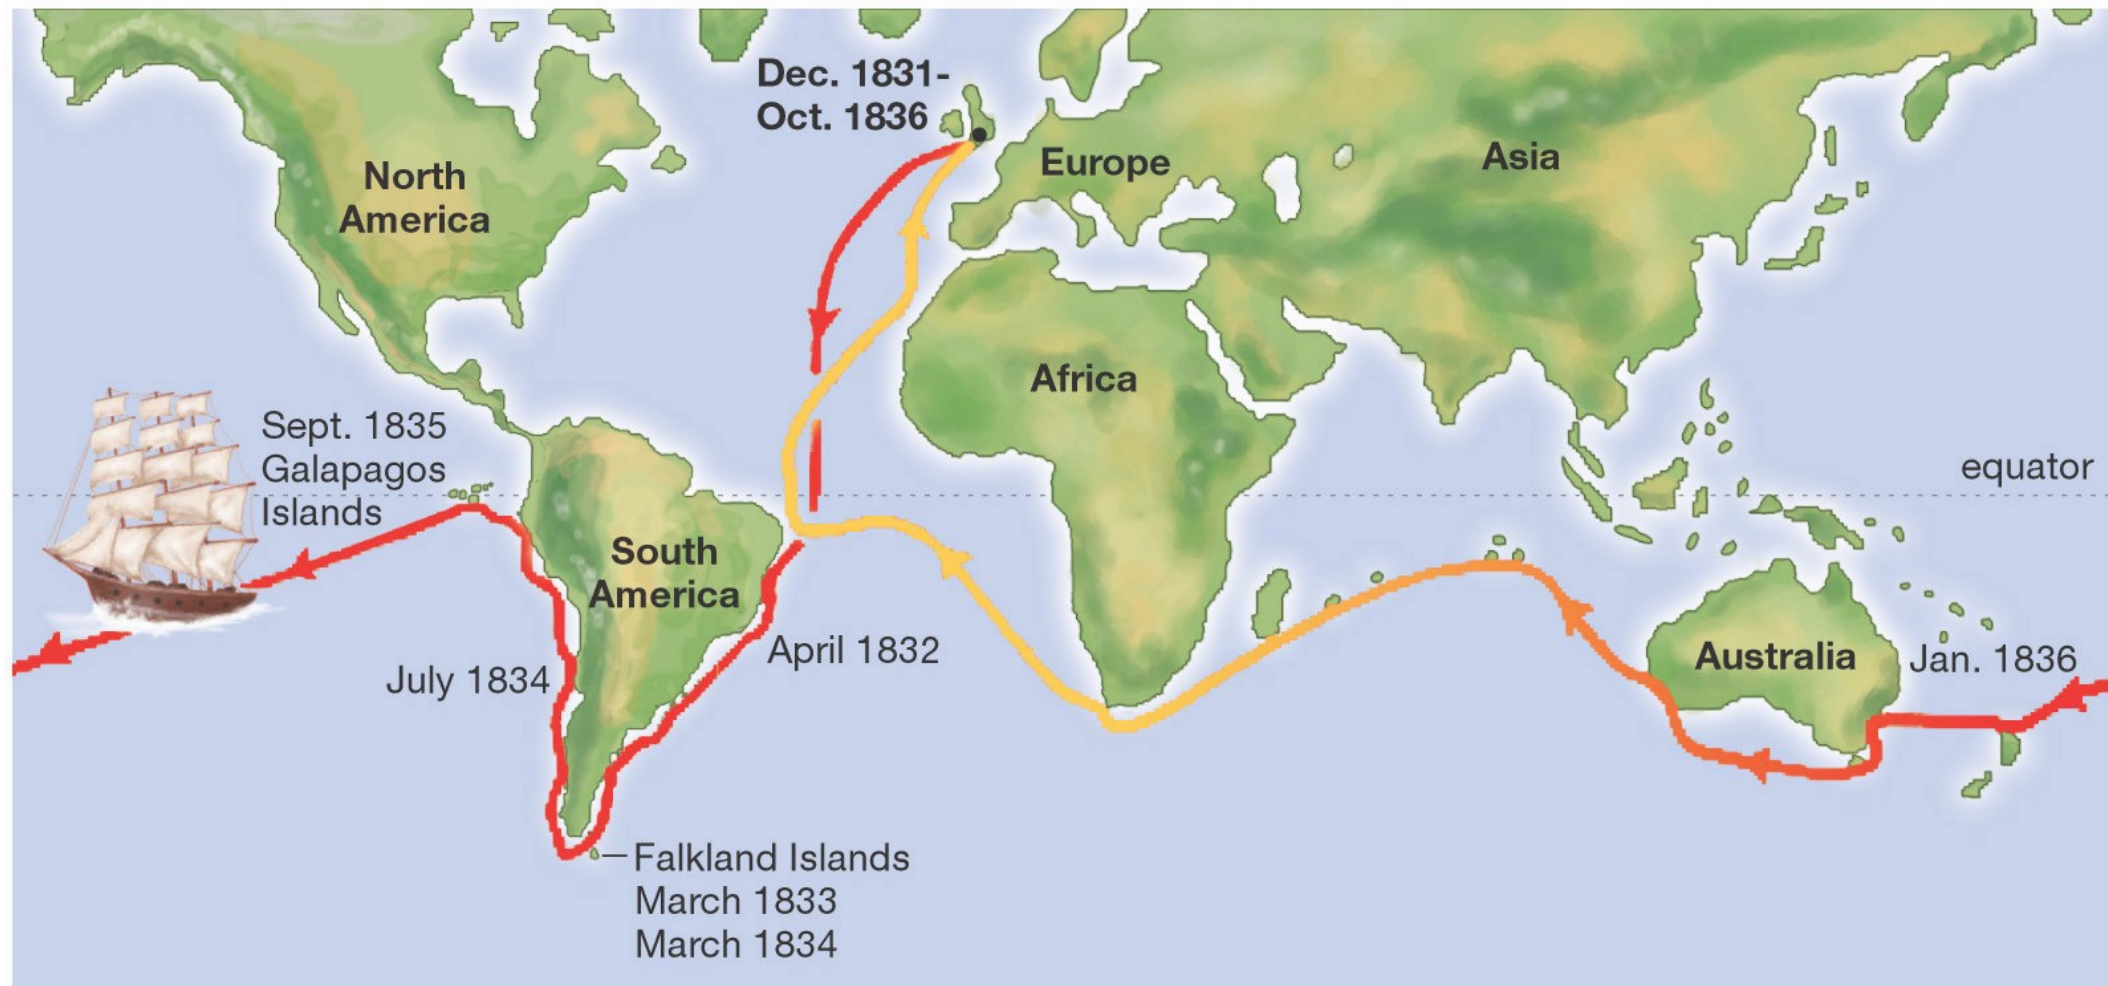 Dec. 1831-
Oct. 1836
North
America
Europe
Asia
Africa
Sept. 1835
Galapagos
Islands
equator
South
America
April 1832
July 1834
Australia
Jan. 1836
Falkland Islands
March 1833
March 1834